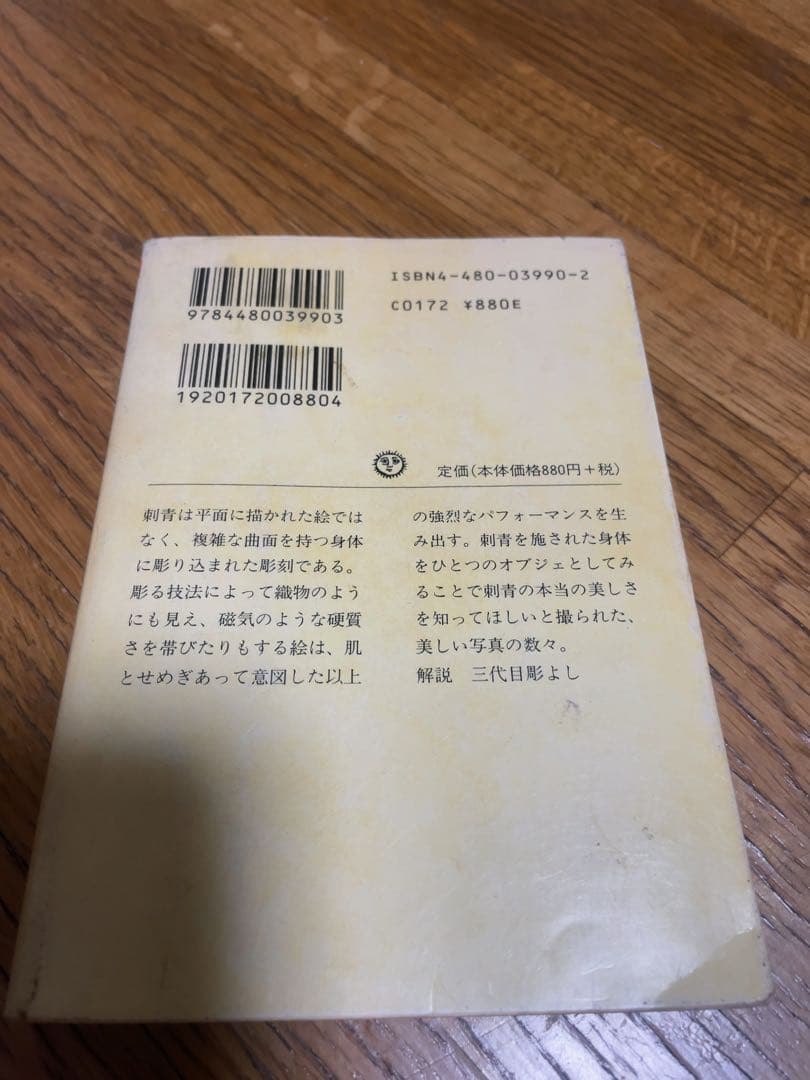 9784480039903
ISBN4-480-03990-2
C0172 ¥880E
1920172008804
定価(本体価格880円+税)
刺青は平面に描かれた絵では
なく、複雑な曲面を持つ身体
に彫り込まれた彫刻である。
彫る技法によって織物のよう
にも見え、磁気のような硬質
さを帯びたりもする絵は、肌
とせめぎあって意図した以上
の強烈なパフォーマンスを生
み出す。刺青を施された身体
をひとつのオブジェとしてみ
ることで刺青の本当の美しさ
を知ってほしいと撮られた、
美しい写真の数々。
解説 三代目彫よし